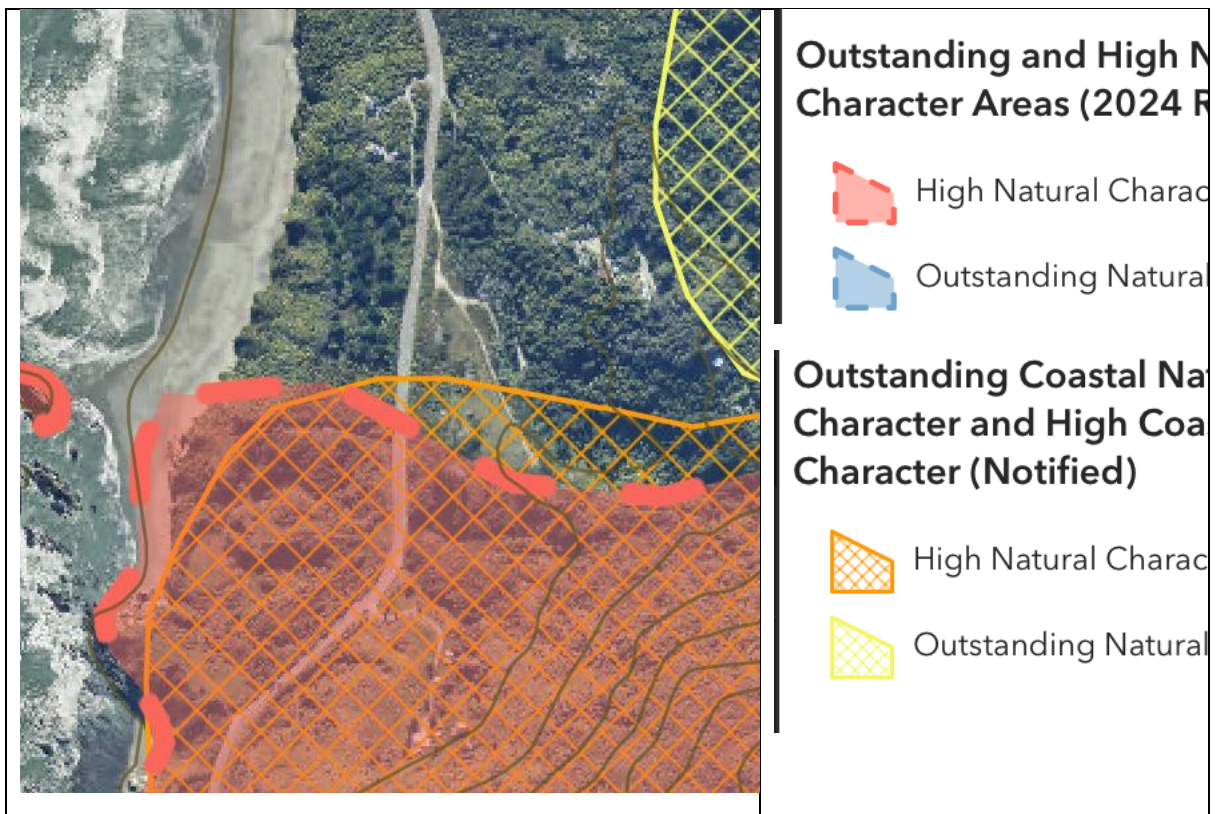 Outstanding and High N
Character Areas (2024 R
High Natural Charac
Outstanding Natural
Outstanding Coastal Na
Character and High Coa
Character (Notified)
High Natural Charac
Outstanding Natural